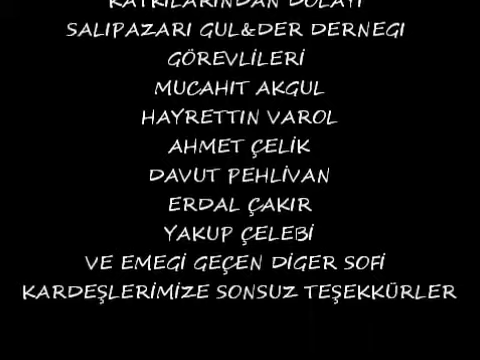 KATKILARINDAN DOLAYI
SALIPAZARI GUL&DER DERNEGI
GÖREVLİLERİ
MUCAHIT AKGUL
HAYRETTIN VAROL
AHMET ÇELİK
DAVUT PEHLİVAN
ERDAL ÇAKIR
YAKUP ÇELEBİ
VE EMEGİ GEÇEN DİGER SOFİ
KARDEŞLERİMİZE SONSUZ TEŞEKKÜRLER